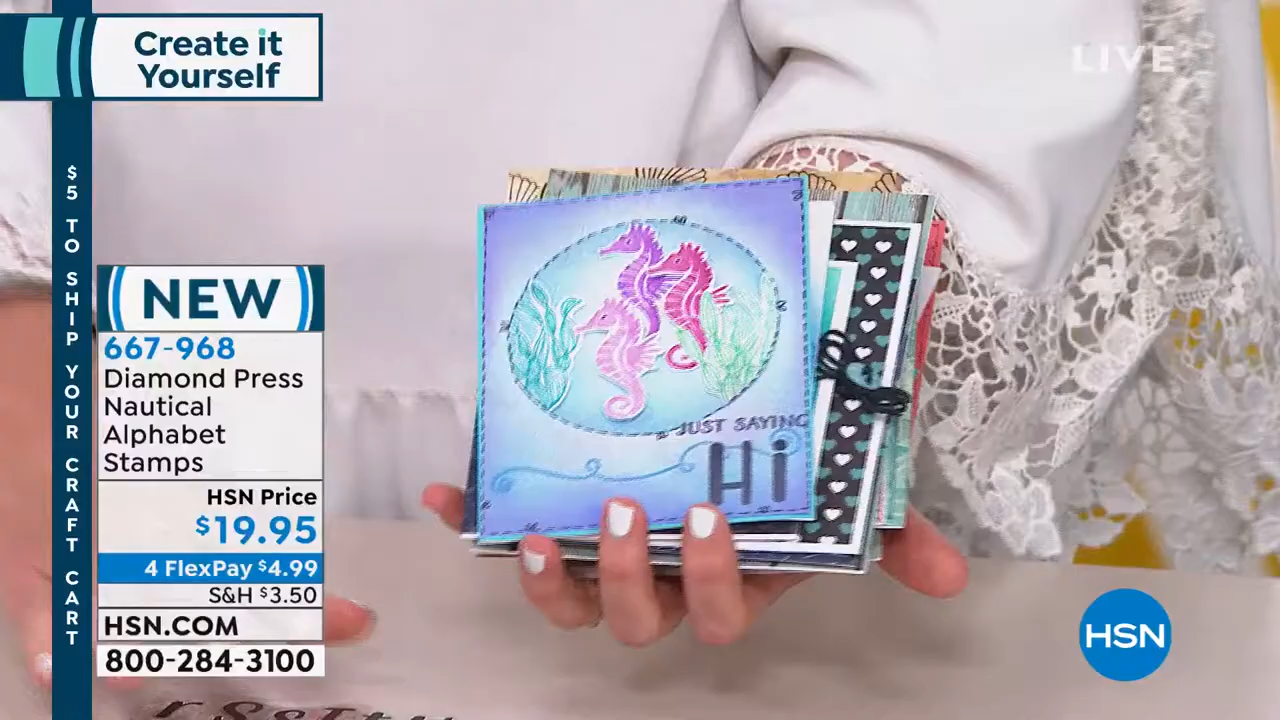 Create it
Yourself
LIVE
$5 TO SHIP YOUR CRAFT CART
NEW
667-968
Diamond Press
Nautical
Alphabet
Stamps
HSN Price
$19.95
4 FlexPay $4.99
S&H $3.50
HSN.COM
800-284-3100
JUST SAYING
Hi
HSN